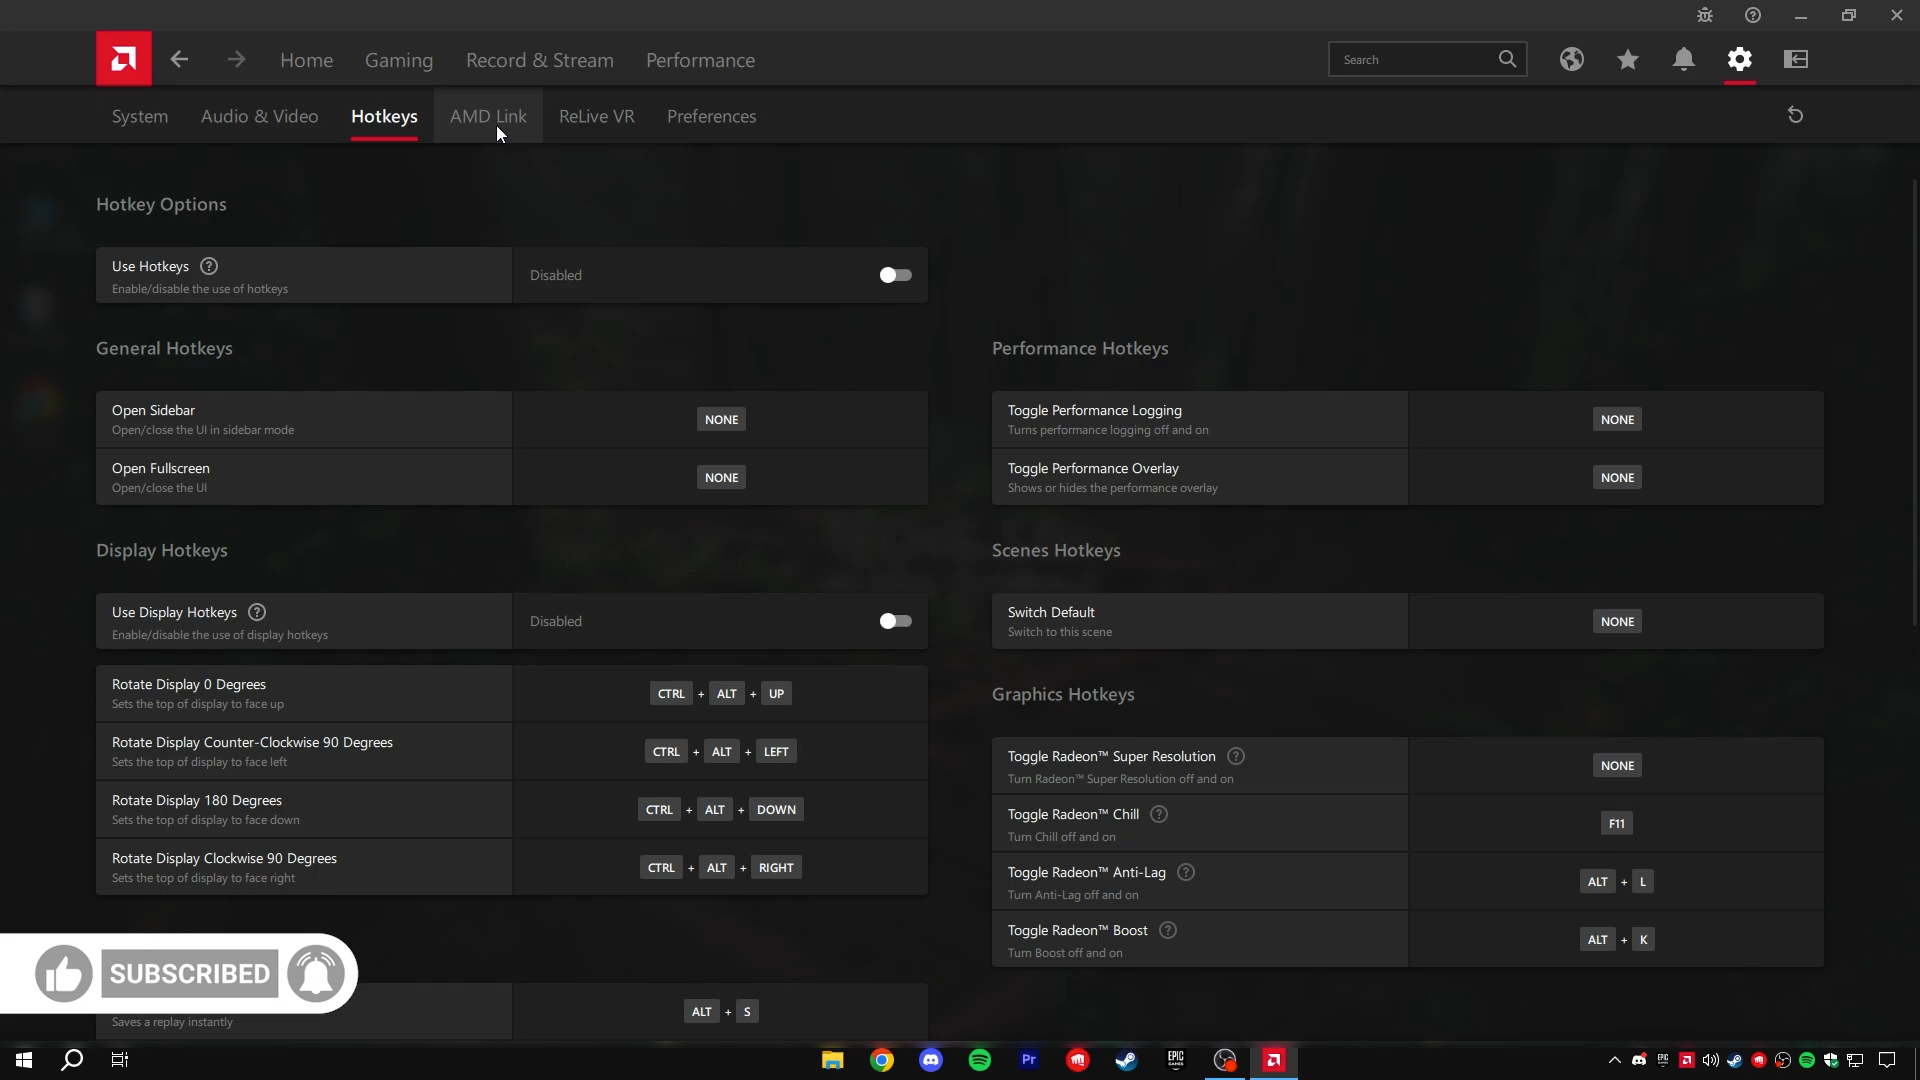 Home
Gaming
Record & Stream
Performance
Search
System
Audio & Video
Hotkeys
AMD Link
ReLive VR
Preferences
Hotkey Options
Use Hotkeys
Enable/disable the use of hotkeys
Disabled
General Hotkeys
Open Sidebar
Open/close the UI in sidebar mode
NONE
Open Fullscreen
Open/close the UI
NONE
Display Hotkeys
Use Display Hotkeys
Enable/disable the use of display hotkeys
Disabled
Rotate Display 0 Degrees
Sets the top of display to face up
CTRL + ALT + UP
Rotate Display Counter-Clockwise 90 Degrees
Sets the top of display to face left
CTRL + ALT + LEFT
Rotate Display 180 Degrees
Sets the top of display to face down
CTRL + ALT + DOWN
Rotate Display Clockwise 90 Degrees
Sets the top of display to face right
CTRL + ALT + RIGHT
SUBSCRIBED
Saves a replay instantly
ALT + S
Performance Hotkeys
Toggle Performance Logging
Turns performance logging off and on
NONE
Toggle Performance Overlay
Shows or hides the performance overlay
NONE
Scenes Hotkeys
Switch Default
Switch to this scene
NONE
Graphics Hotkeys
Toggle Radeon™ Super Resolution
Turn Radeon™ Super Resolution off and on
NONE
Toggle Radeon™ Chill
Turn Chill off and on
F11
Toggle Radeon™ Anti-Lag
Turn Anti-Lag off and on
ALT + L
Toggle Radeon™ Boost
Turn Boost off and on
ALT + K
Pr
EPIC
GAMES